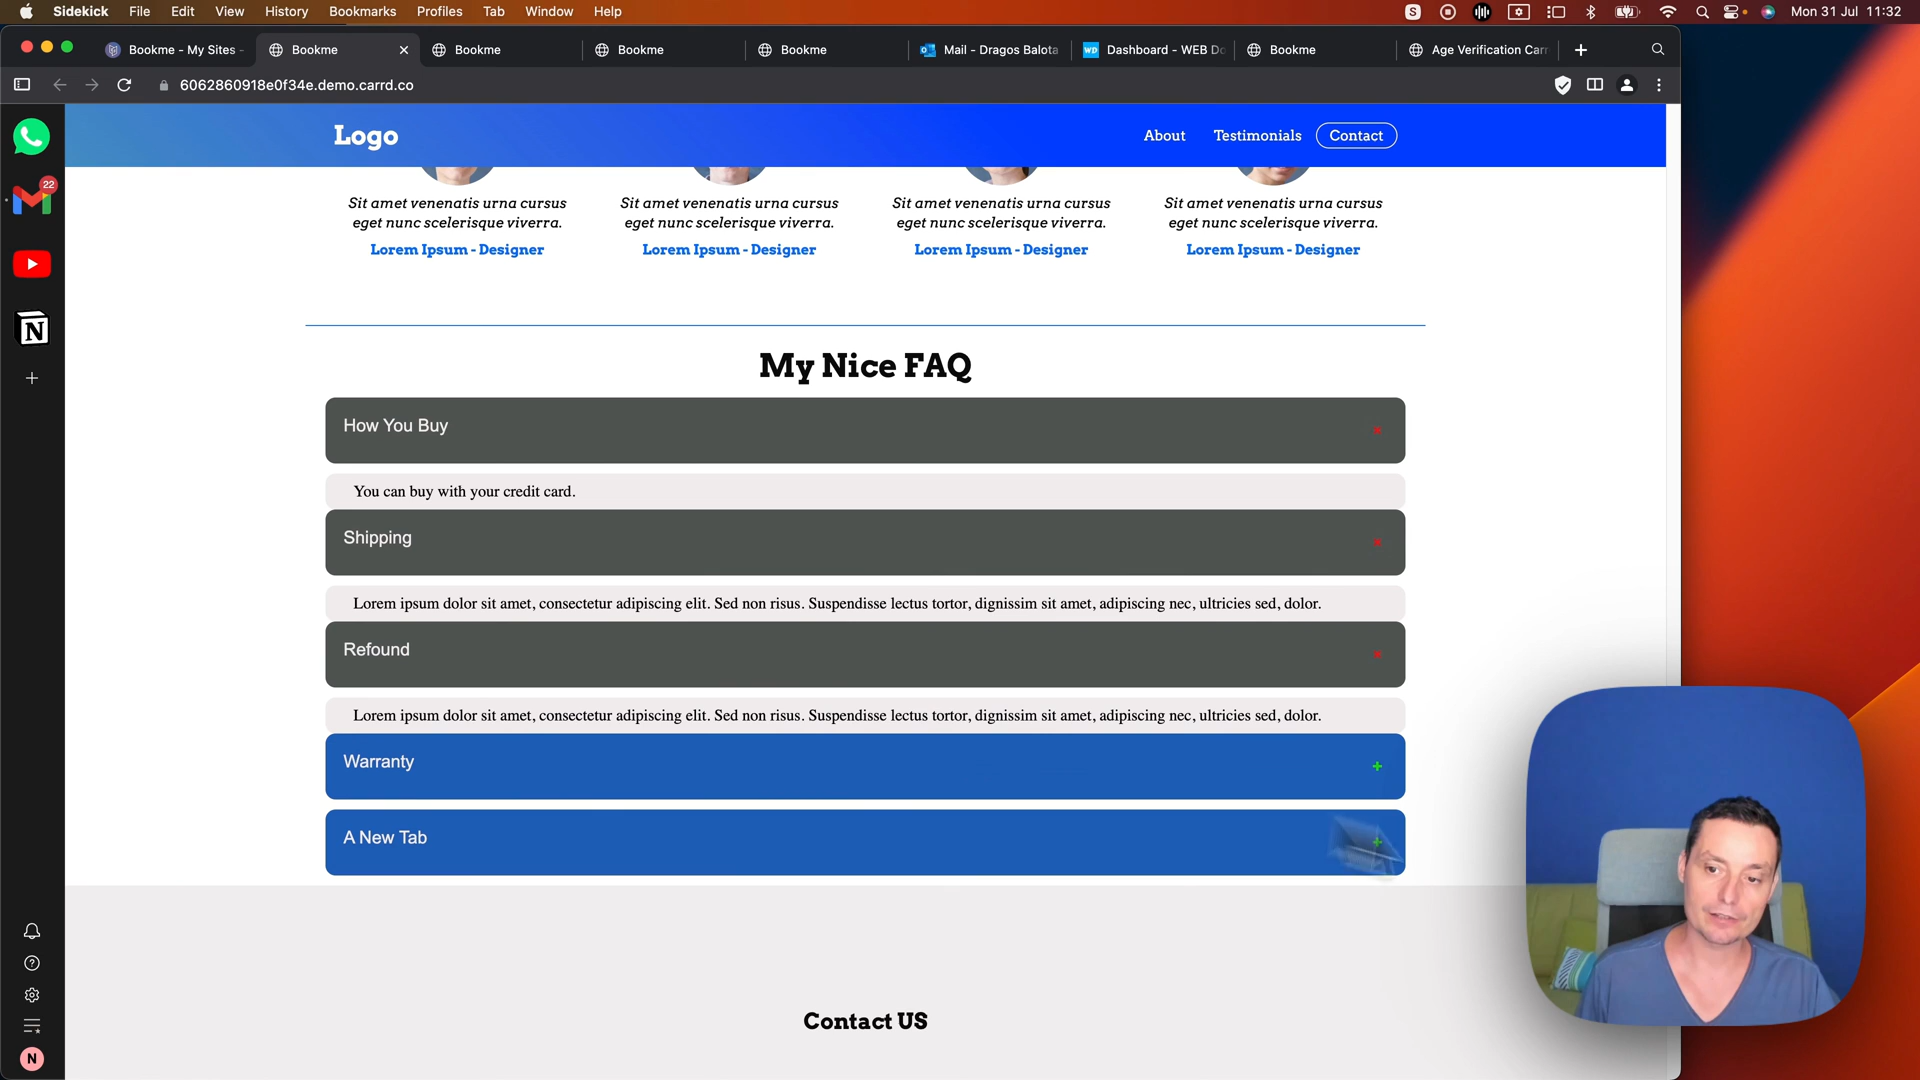 Sidekick File Edit View History Bookmarks Profiles Tab Window Help S Mon 31 Jul 11:32
Bookme - My Sites - Bookme Bookme Bookme Bookme Mail - Dragos Balota WD Dashboard - WEB Do Bookme Age Verification Carr
6062860918e0f34e.demo.carrd.co
Logo About Testimonials Contact
22
N
Sit amet venenatis urna cursus
eget nunc scelerisque viverra.
Lorem Ipsum - Designer
Sit amet venenatis urna cursus
eget nunc scelerisque viverra.
Lorem Ipsum - Designer
Sit amet venenatis urna cursus
eget nunc scelerisque viverra.
Lorem Ipsum - Designer
Sit amet venenatis urna cursus
eget nunc scelerisque viverra.
Lorem Ipsum - Designer
My Nice FAQ
How You Buy
You can buy with your credit card.
Shipping
Lorem ipsum dolor sit amet, consectetur adipiscing elit. Sed non risus. Suspendisse lectus tortor, dignissim sit amet, adipiscing nec, ultricies sed, dolor.
Refound
Lorem ipsum dolor sit amet, consectetur adipiscing elit. Sed non risus. Suspendisse lectus tortor, dignissim sit amet, adipiscing nec, ultricies sed, dolor.
Warranty +
A New Tab +
Contact US
N